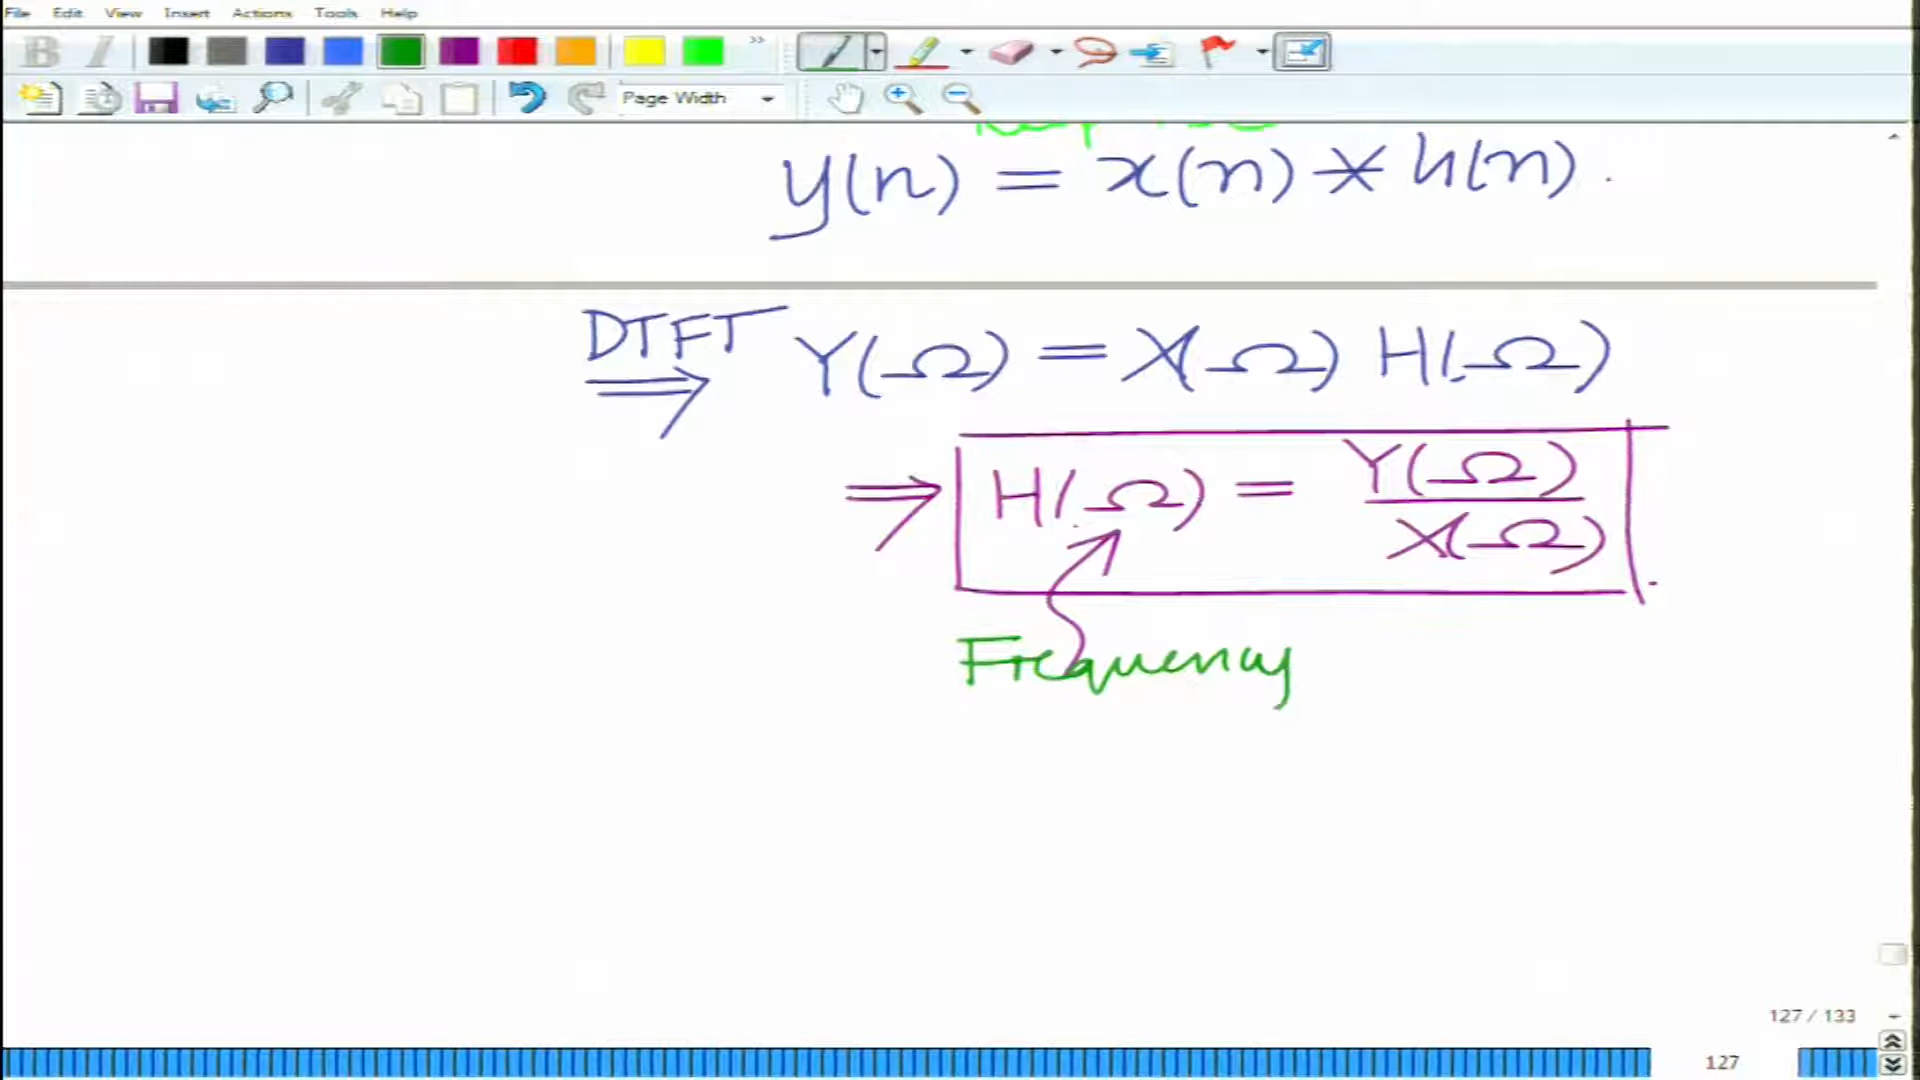 File Edit View Insert Actions Tools Help
B I
Page Width
y(n) = x(n) * h(n).
DTFT
⇒ Y(Ω) = X(Ω) H(Ω)
⇒ H(Ω) = Y(Ω) / X(Ω)
Frequency
127 / 133
127